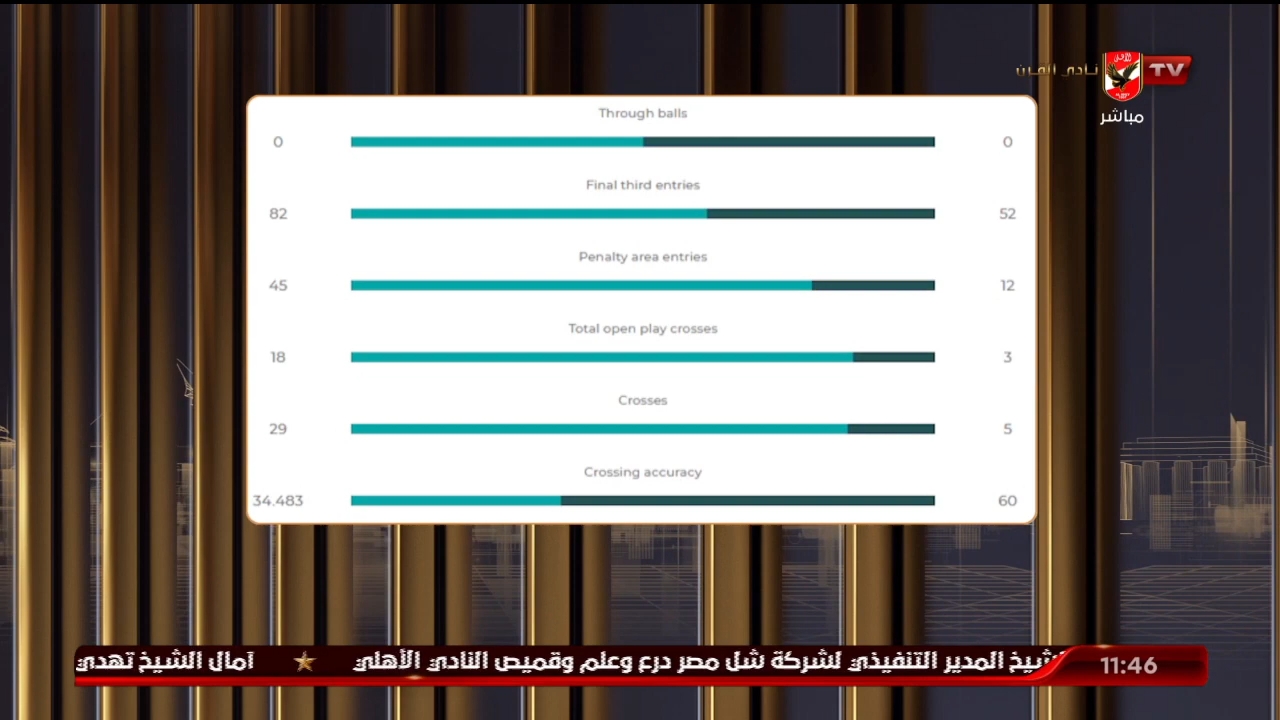 نادي القرن
TV
مباشر
Through balls
0 0
Final third entries
82 52
Penalty area entries
45 12
Total open play crosses
18 3
Crosses
29 5
Crossing accuracy
34.483 60
الشيخ المدير التنفيذي لشركة شل مصر درع وعلم وقميص النادي الأهلي ★ آمال الشيخ تهدي
11:46